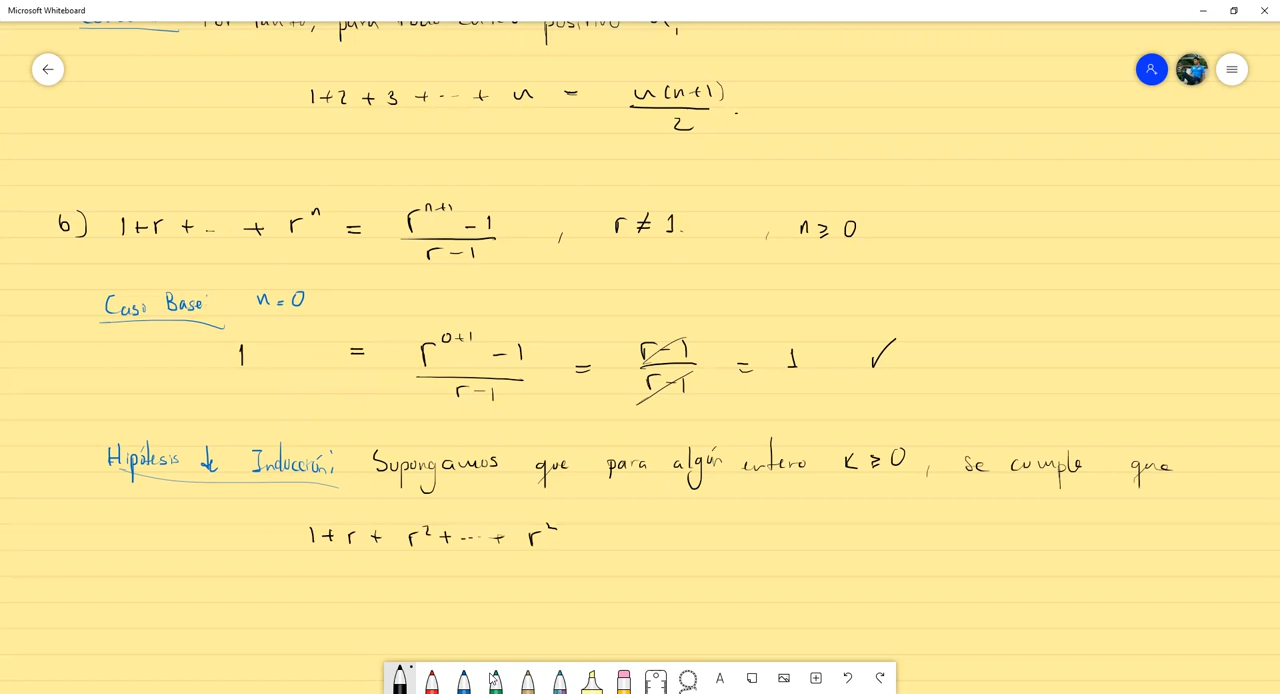 Microsoft Whiteboard
Por tanto, para todo entero positivo n,
1+2+3+...+n = n(n+1)/2.
b) 1+r+...+r^n = (r^{n+1}-1)/(r-1), r≠1. , n≥0
Caso Base: n=0
1 = (r^{0+1}-1)/(r-1) = (r-1)/(r-1) = 1 ✓
Hipótesis de Inducción: Supongamos que para algún entero k≥0, se cumple que
1+r+r^2+...+r
A